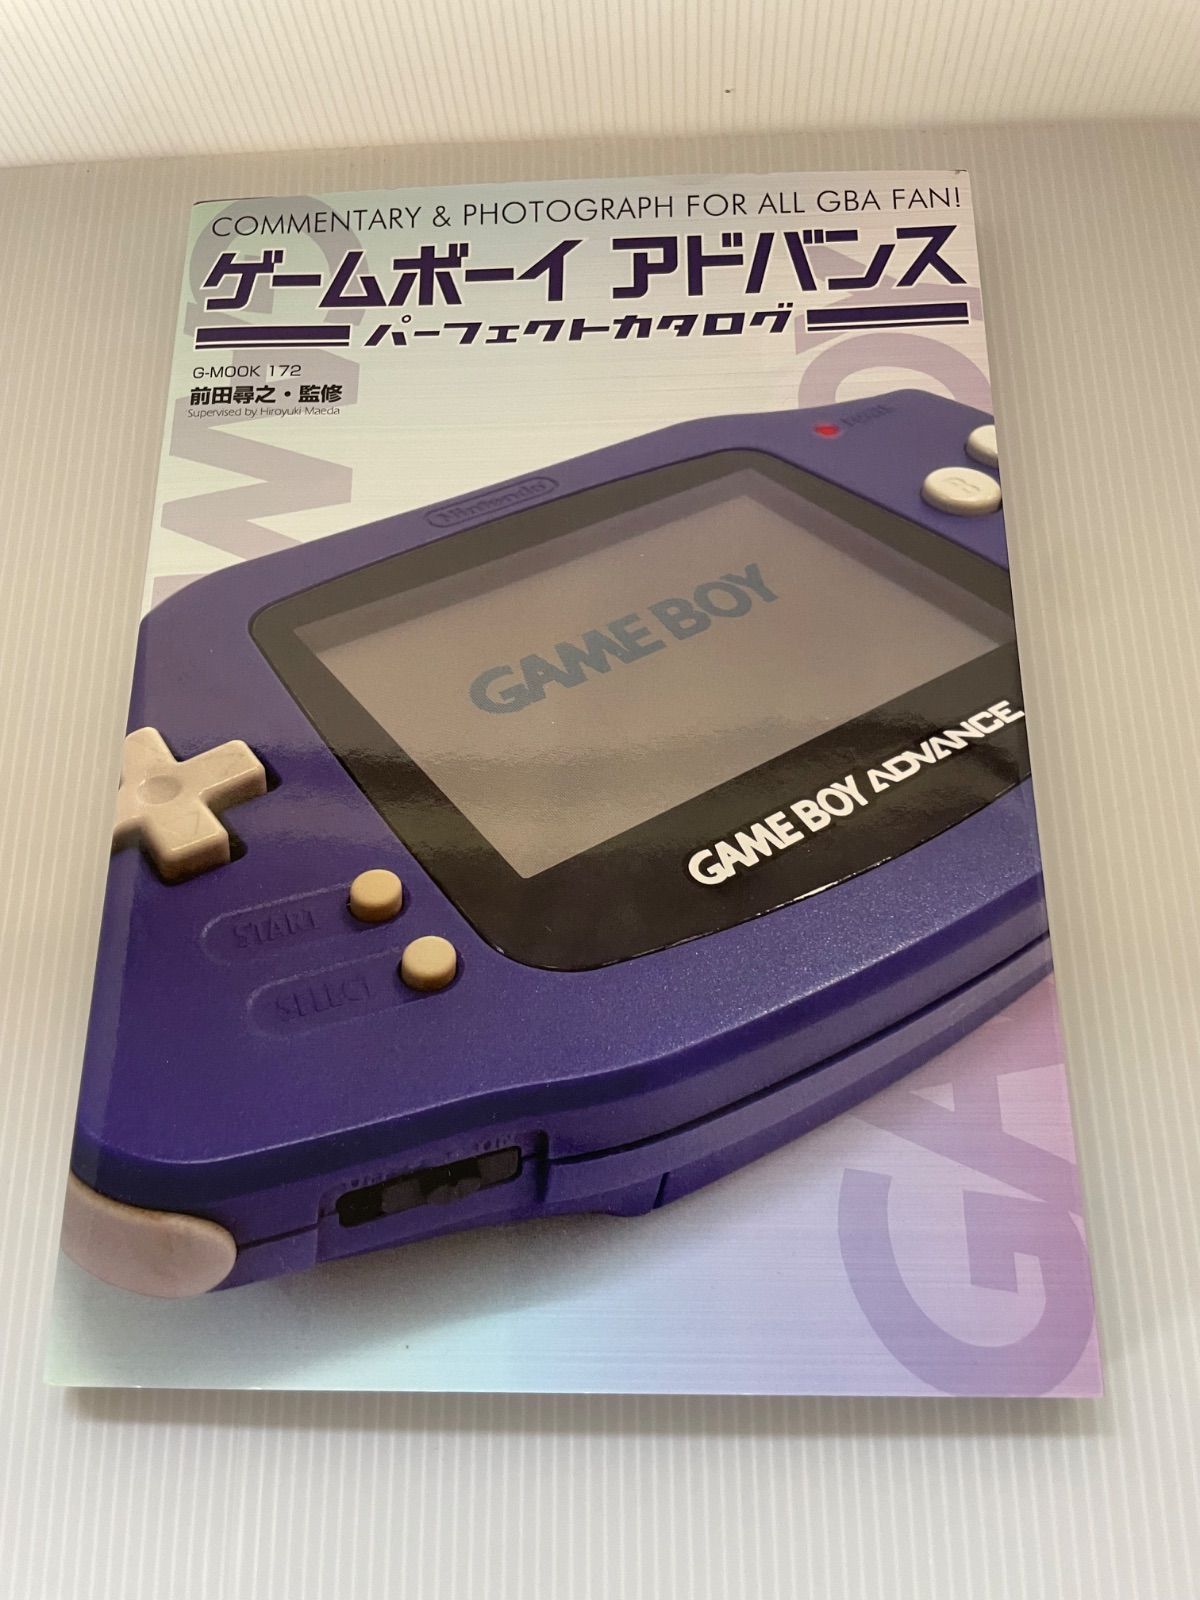 COMMENTARY & PHOTOGRAPH FOR ALL GBA FAN!
ゲームボーイ アドバンス
パーフェクトカタログ
G-MOOK 172
前田尋之・監修
Supervised by Hiroyuki Maeda
Nintendo
B
GAME BOY
GAME BOY ADVANCE
START
SELECT